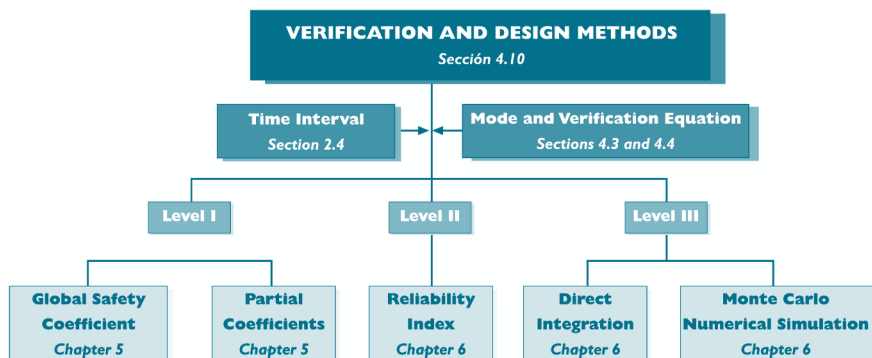 VERIFICATION AND DESIGN METHODS
Sección 4.10
Time Interval
Section 2.4
Mode and Verification Equation
Sections 4.3 and 4.4
Level I
Level II
Level III
Global Safety
Coefficient
Chapter 5
Partial
Coefficients
Chapter 5
Reliability
Index
Chapter 6
Direct
Integration
Chapter 6
Monte Carlo
Numerical Simulation
Chapter 6